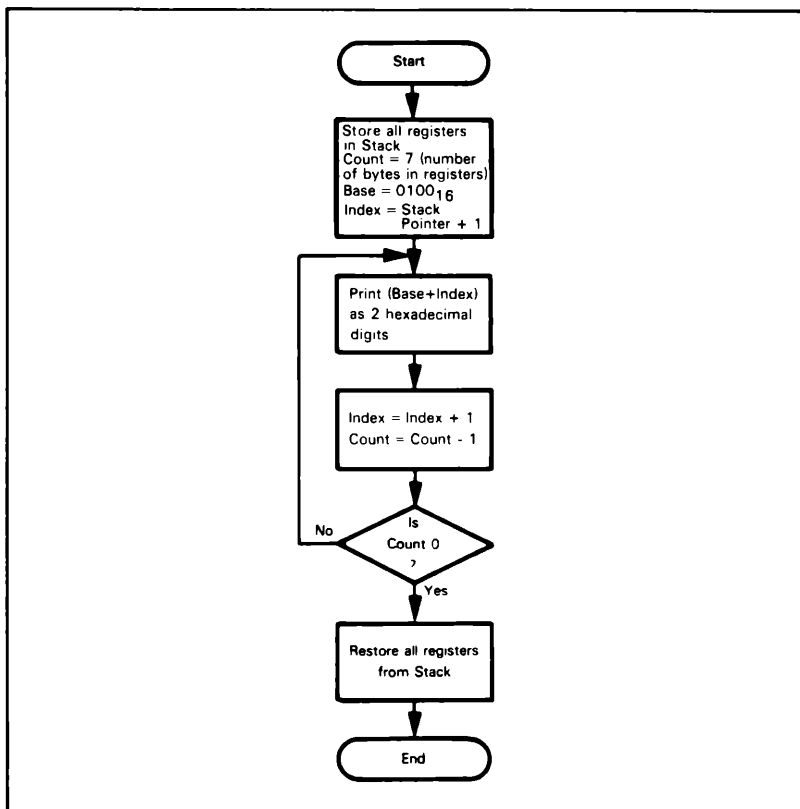 Start
Store all registers
in Stack
Count = 7 (number
of bytes in registers)
Base = 0100₁₆
Index = Stack
Pointer + 1
Print (Base+Index)
as 2 hexadecimal
digits
Index = Index + 1
Count = Count - 1
Is
Count 0
?
No
Yes
Restore all registers
from Stack
End